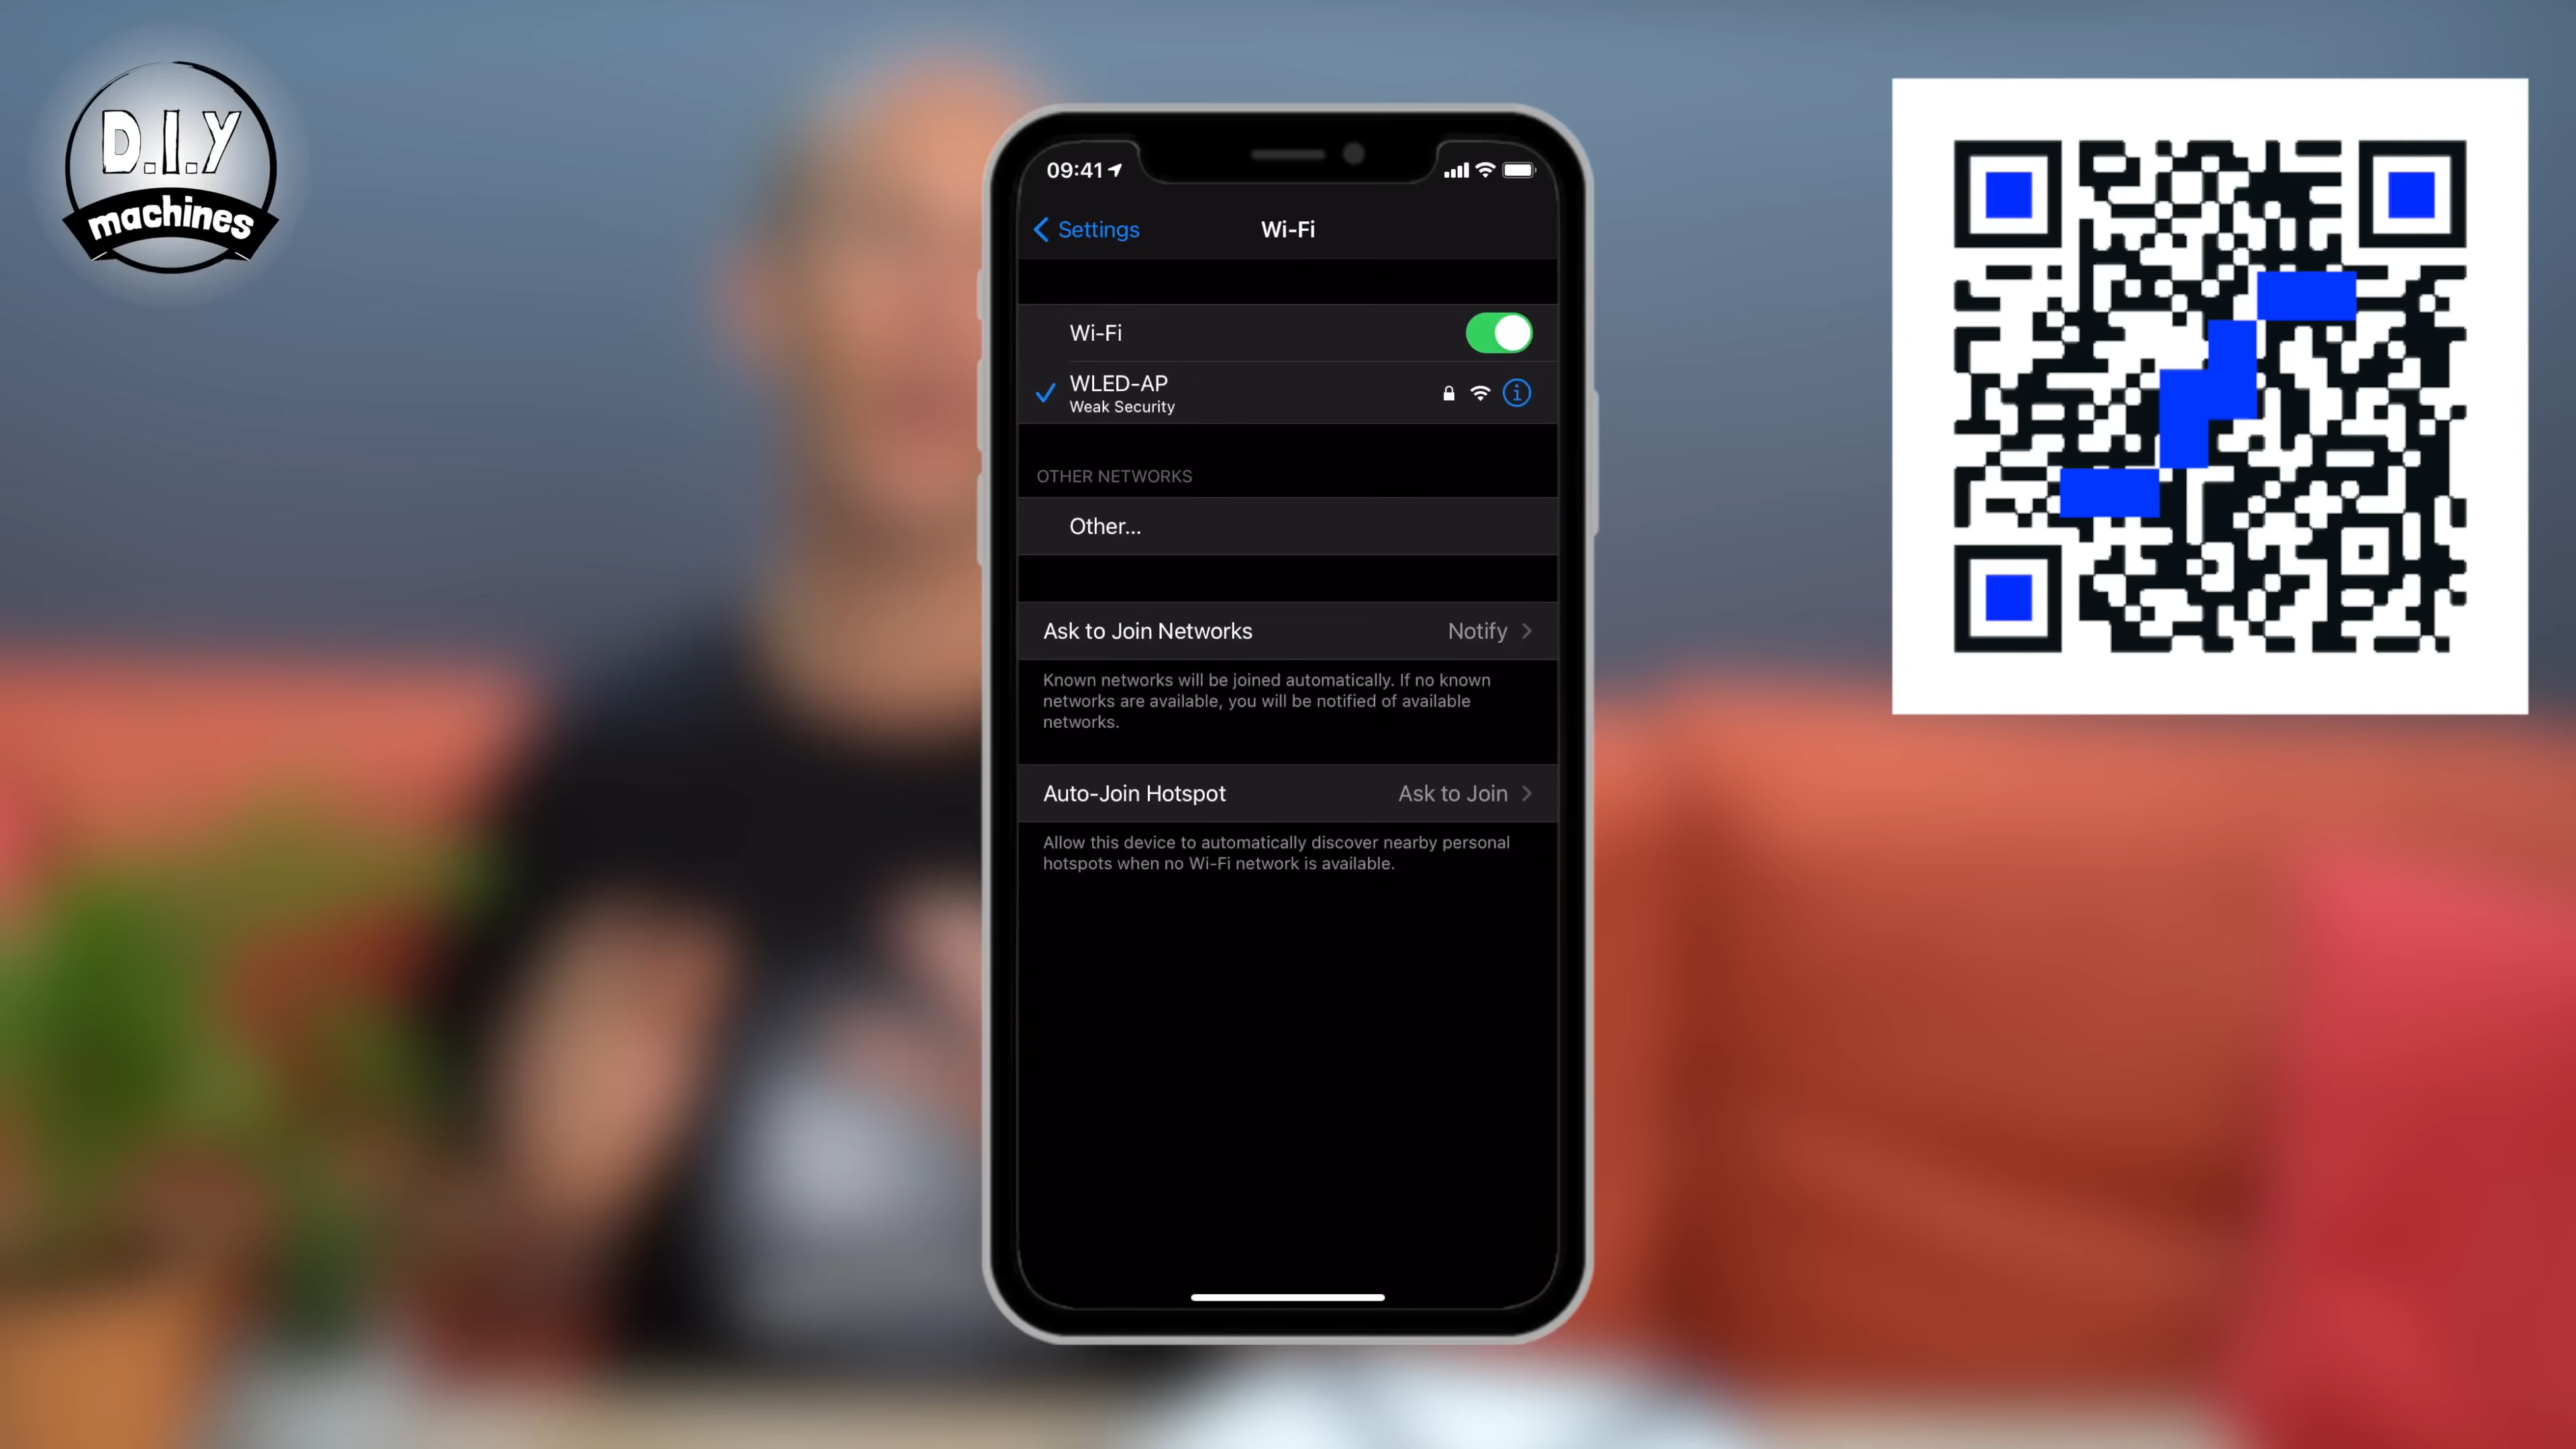 D.I.Y
machines
09:41
Settings
Wi-Fi
Wi-Fi
WLED-AP
Weak Security
OTHER NETWORKS
Other...
Ask to Join Networks Notify
Known networks will be joined automatically. If no known
networks are available, you will be notified of available
networks.
Auto-Join Hotspot Ask to Join
Allow this device to automatically discover nearby personal
hotspots when no Wi-Fi network is available.